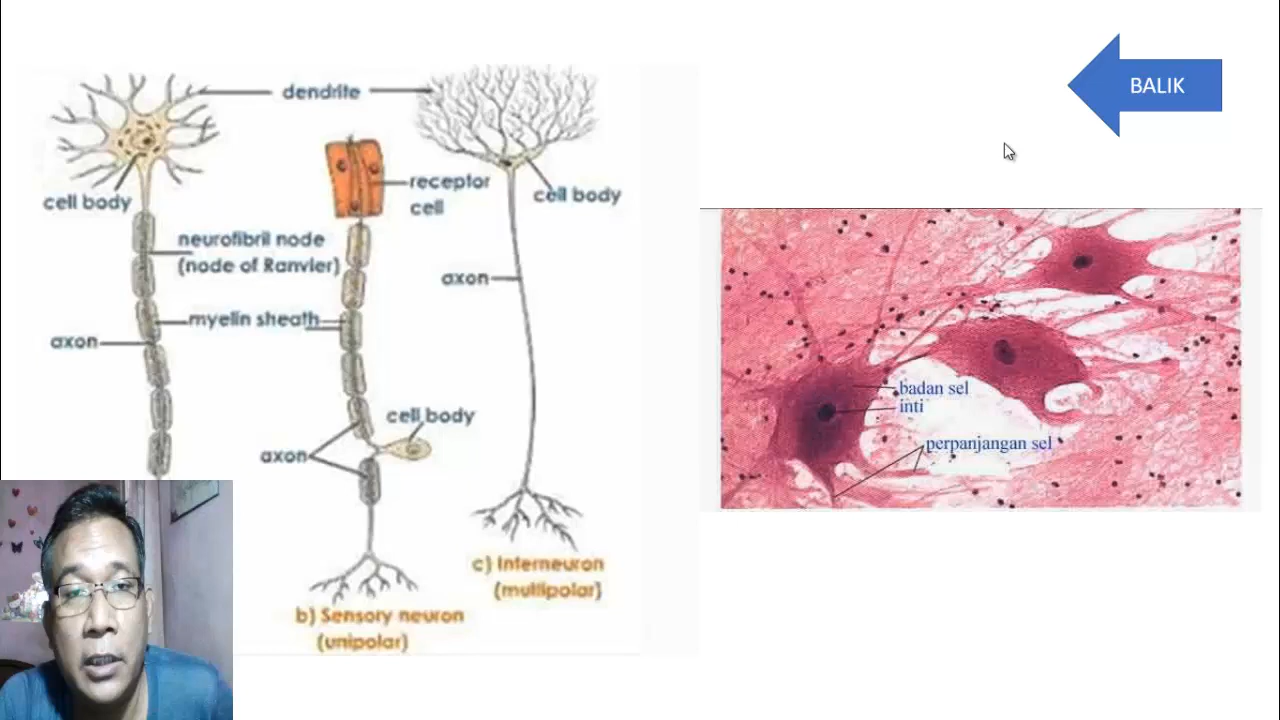 BALIK
dendrite
cell body
receptor
cell
cell body
neurofibril node
(node of Ranvier)
axon
myelin sheath
axon
cell body
axon
c) Interneuron
(multipolar)
b) Sensory neuron
(unipolar)
badan sel
inti
perpanjangan sel